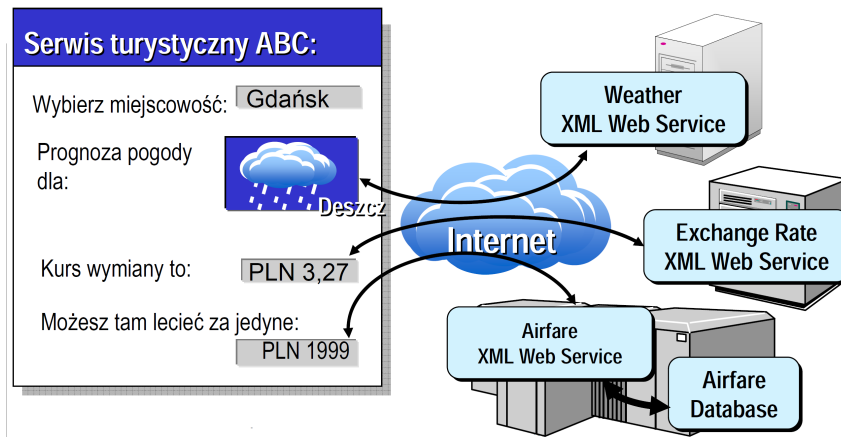 Serwis turystyczny ABC:
Wybierz miejscowość: Gdańsk
Prognoza pogody
dla:
Deszcz
Kurs wymiany to: PLN 3,27
Możesz tam lecieć za jedyne:
PLN 1999
Internet
Weather
XML Web Service
Exchange Rate
XML Web Service
Airfare
XML Web Service
Airfare
Database